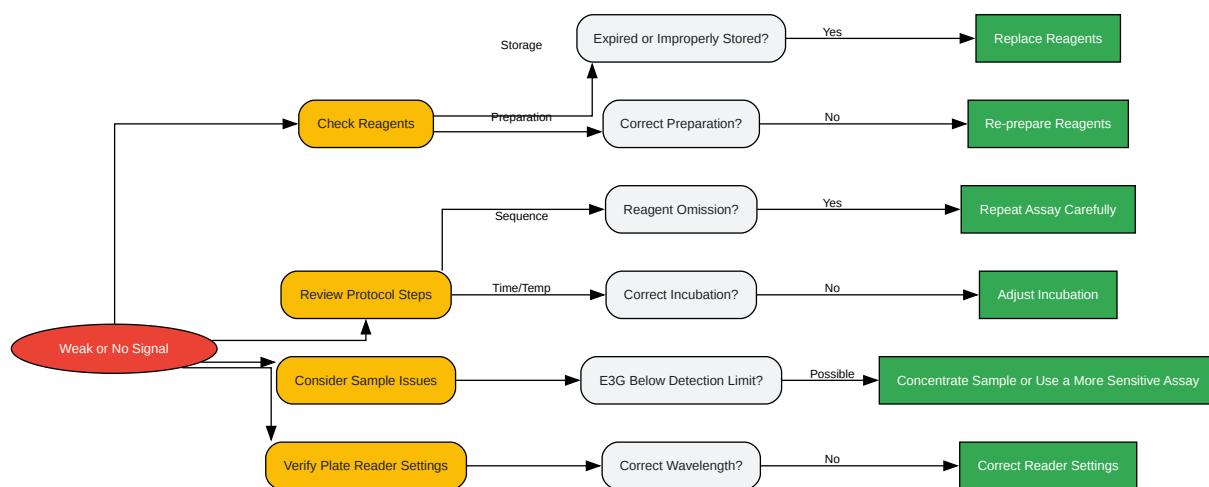 Storage
Expired or Improperly Stored?
Yes
Replace Reagents
Check Reagents
Preparation
Correct Preparation?
No
Re-prepare Reagents
Sequence
Reagent Omission?
Yes
Repeat Assay Carefully
Review Protocol Steps
Time/Temp
Correct Incubation?
No
Adjust Incubation
Weak or No Signal
Consider Sample Issues
E3G Below Detection Limit?
Possible
Concentrate Sample or Use a More Sensitive Assay
Verify Plate Reader Settings
Correct Wavelength?
No
Correct Reader Settings